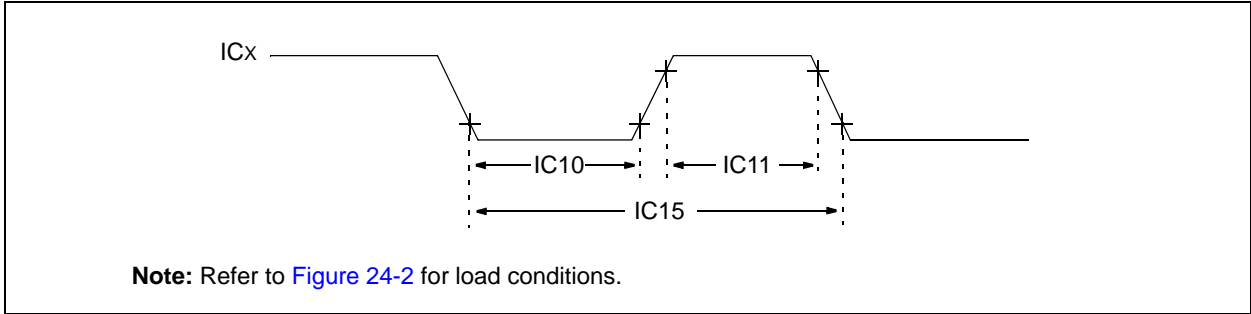 ICX
IC10
IC11
IC15
Note: Refer to Figure 24-2 for load conditions.